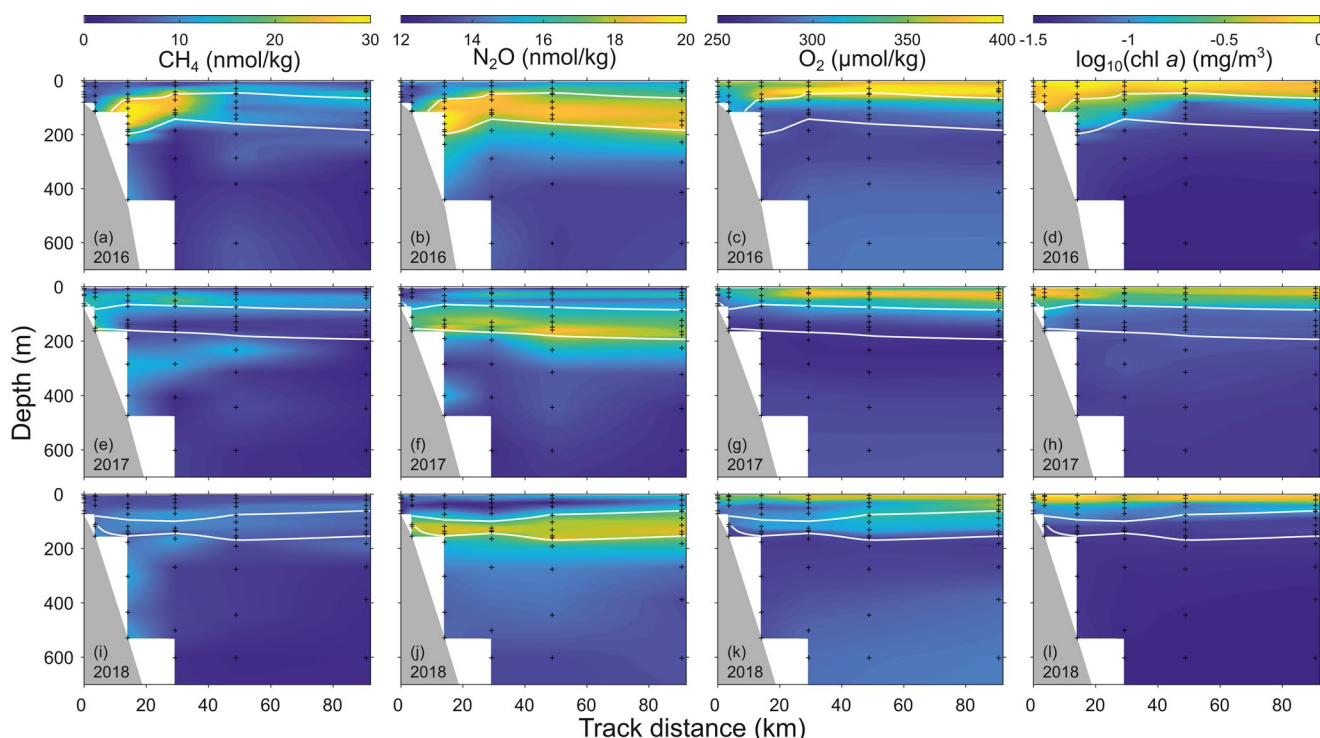 0 10 20 30 12 14 16 18 20 250 300 350 400 -1.5 -1 -0.5 0
CH4 (nmol/kg) N2O (nmol/kg) O2 (µmol/kg) log10(chl a) (mg/m3)
0
200
400
600
(a) (b) (c) (d)
2016 2016 2016 2016
0
200
400
600
(e) (f) (g) (h)
2017 2017 2017 2017
0
200
400
600
(i) (j) (k) (l)
2018 2018 2018 2018
0 20 40 60 80 0 20 40 60 80 0 20 40 60 80 0 20 40 60 80
Depth (m)
Track distance (km)